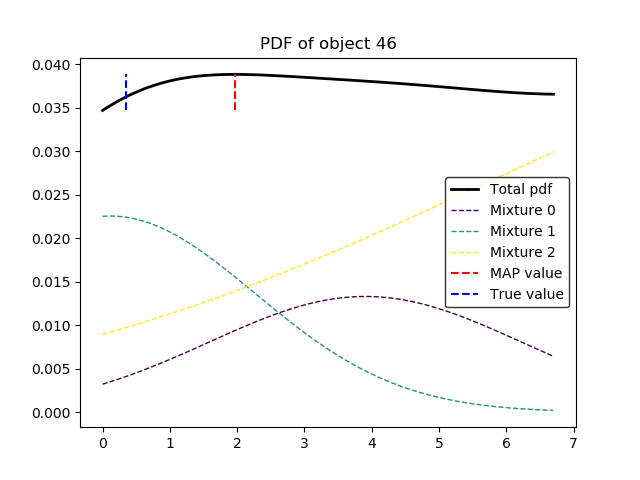 PDF of object 46
0.040
0.035
0.030
0.025
0.020
0.015
0.010
0.005
0.000
Total pdf
Mixture 0
Mixture 1
Mixture 2
MAP value
True value
0 1 2 3 4 5 6 7